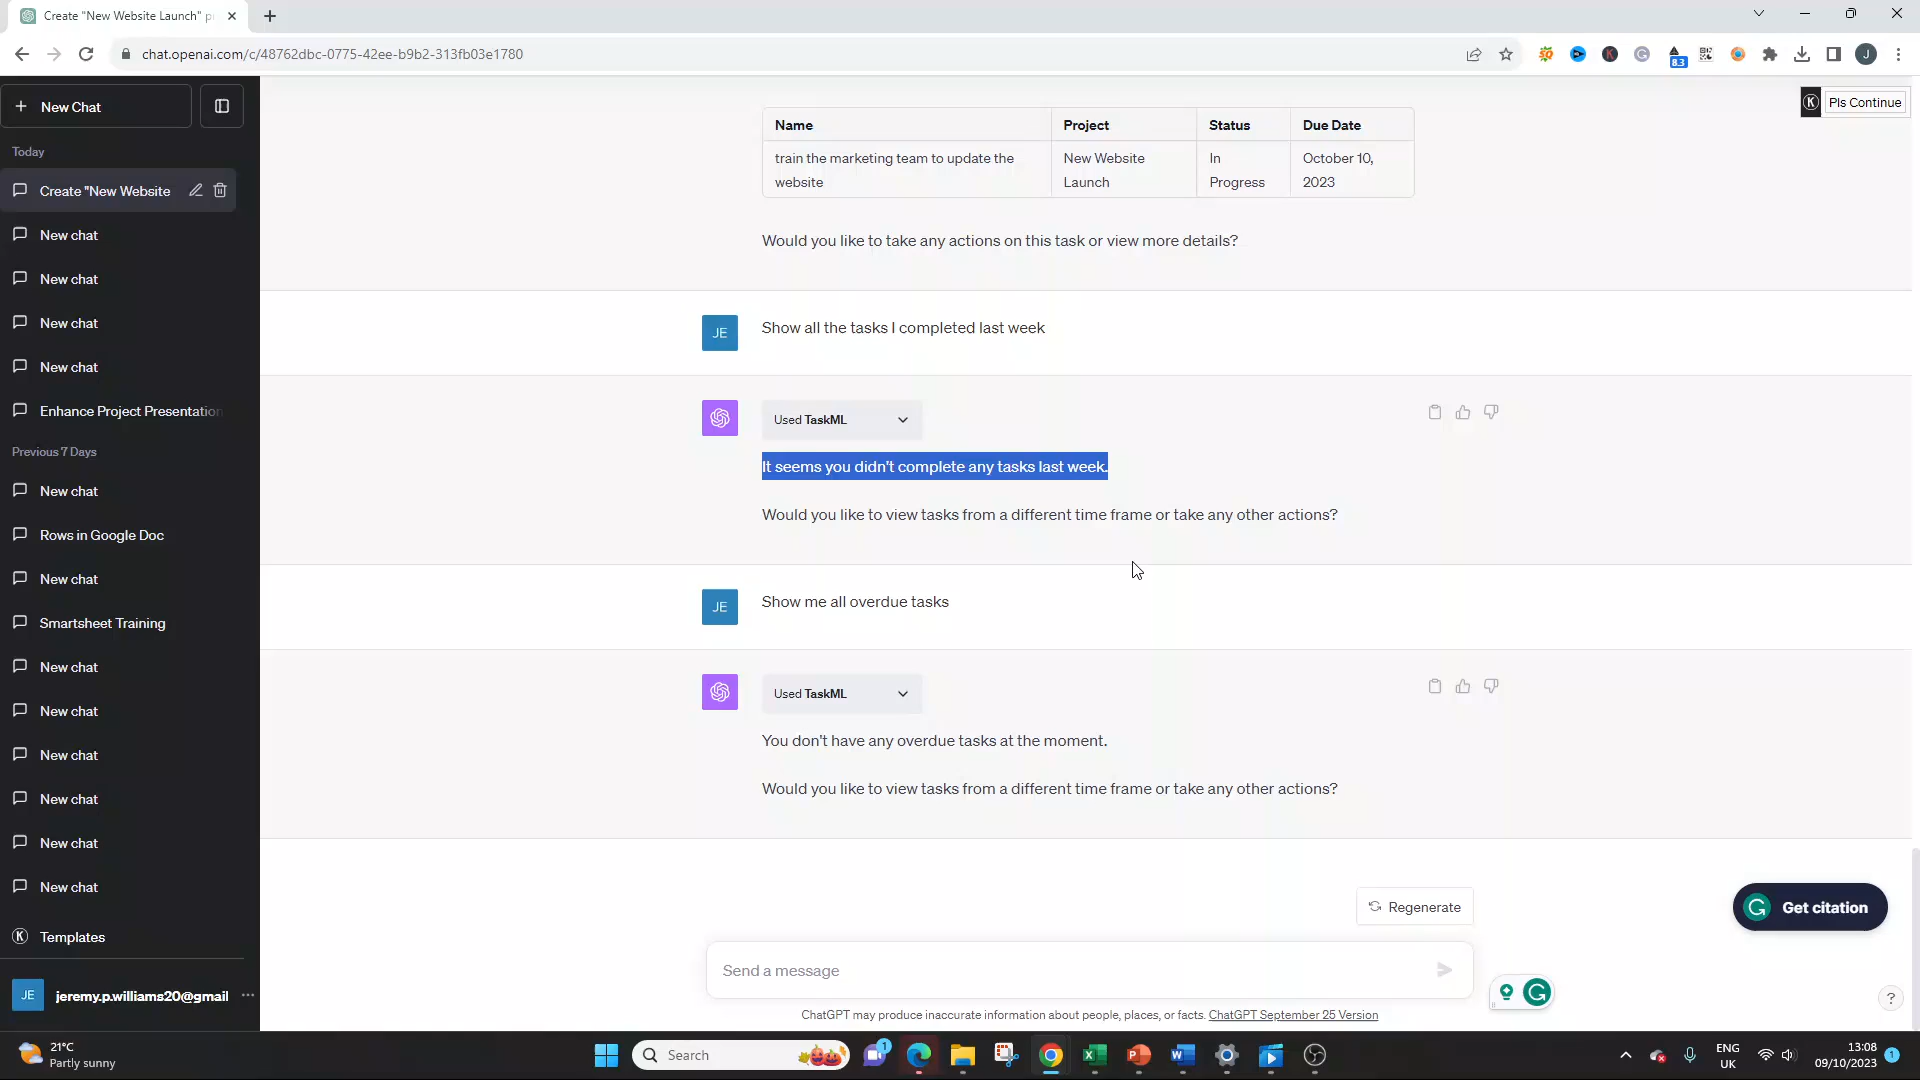 Create "New Website Launch" p
chat.openai.com/c/48762dbc-0775-42ee-b9b2-313fb03e1780
8.3
J
New Chat
Today
Create "New Website
New chat
New chat
New chat
New chat
Enhance Project Presentation
Previous 7 Days
New chat
Rows in Google Doc
New chat
Smartsheet Training
New chat
New chat
New chat
New chat
New chat
New chat
Templates
JE
jeremy.p.williams20@gmail
Pls Continue
Name Project Status Due Date
train the marketing team to update the New Website In October 10,
website Launch Progress 2023
Would you like to take any actions on this task or view more details?
JE
Show all the tasks I completed last week
Used TaskML
It seems you didn't complete any tasks last week.
Would you like to view tasks from a different time frame or take any other actions?
JE
Show me all overdue tasks
Used TaskML
You don't have any overdue tasks at the moment.
Would you like to view tasks from a different time frame or take any other actions?
Regenerate
Get citation
Send a message
ChatGPT may produce inaccurate information about people, places, or facts. ChatGPT September 25 Version
?
21°C
Partly sunny
Search
1
ENG
UK
13:08
09/10/2023
1